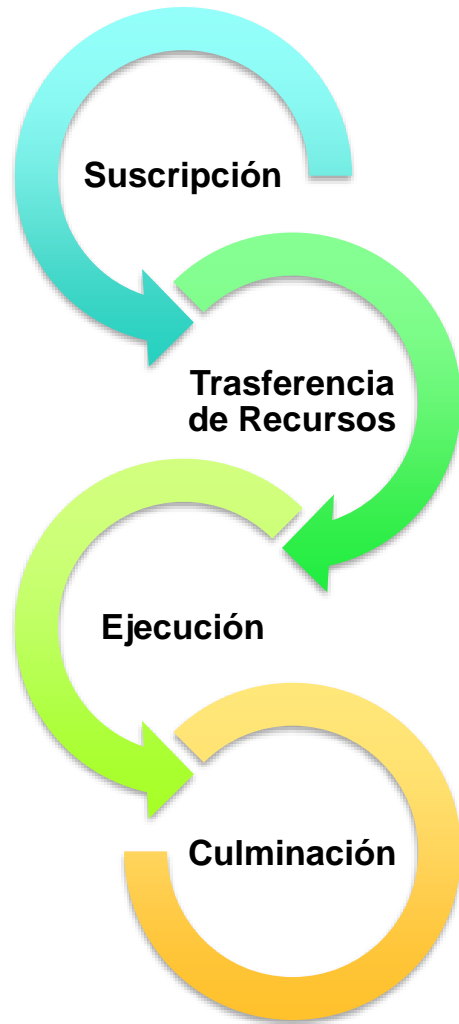 Suscripción
Trasferencia
de Recursos
Ejecución
Culminación